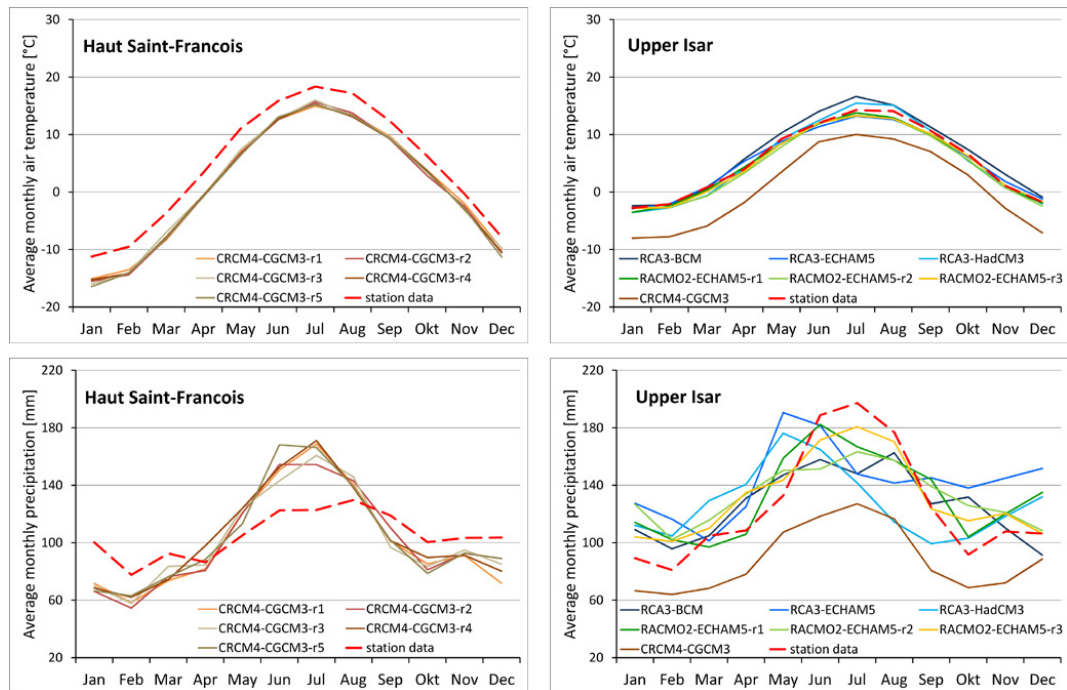 Haut Saint-Francois
Average monthly air temperature [°C]
30
20
10
0
-10
-20
CRCM4-CGCM3-r1 CRCM4-CGCM3-r2
CRCM4-CGCM3-r3 CRCM4-CGCM3-r4
CRCM4-CGCM3-r5 station data
Jan Feb Mar Apr May Jun Jul Aug Sep Okt Nov Dec
Upper Isar
Average monthly air temperature [°C]
30
20
10
0
-10
-20
RCA3-BCM RCA3-ECHAM5 RCA3-HadCM3
RACMO2-ECHAM5-r1 RACMO2-ECHAM5-r2 RACMO2-ECHAM5-r3
CRCM4-CGCM3 station data
Jan Feb Mar Apr May Jun Jul Aug Sep Okt Nov Dec
Haut Saint-Francois
Average monthly precipitation [mm]
220
180
140
100
60
20
CRCM4-CGCM3-r1 CRCM4-CGCM3-r2
CRCM4-CGCM3-r3 CRCM4-CGCM3-r4
CRCM4-CGCM3-r5 station data
Jan Feb Mar Apr May Jun Jul Aug Sep Okt Nov Dec
Upper Isar
Average monthly precipitation [mm]
220
180
140
100
60
20
RCA3-BCM RCA3-ECHAM5 RCA3-HadCM3
RACMO2-ECHAM5-r1 RACMO2-ECHAM5-r2 RACMO2-ECHAM5-r3
CRCM4-CGCM3 station data
Jan Feb Mar Apr May Jun Jul Aug Sep Okt Nov Dec